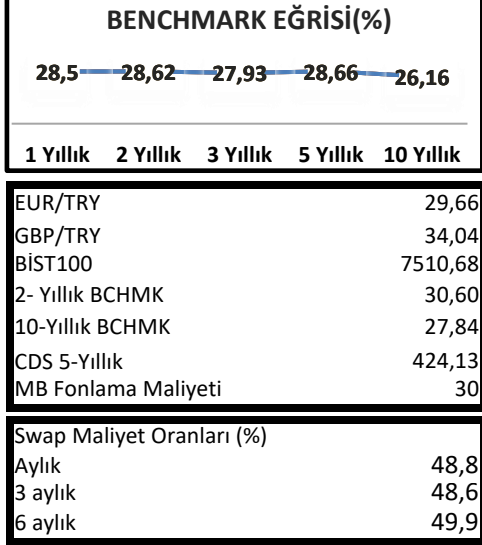 BENCHMARK EĞRİSİ(%)
28,5 28,62 27,93 28,66 26,16
1 Yıllık 2 Yıllık 3 Yıllık 5 Yıllık 10 Yıllık
EUR/TRY 29,66
GBP/TRY 34,04
BİST100 7510,68
2- Yıllık BCHMK 30,60
10-Yıllık BCHMK 27,84
CDS 5-Yıllık 424,13
MB Fonlama Maliyeti 30
Swap Maliyet Oranları (%)
Aylık 48,8
3 aylık 48,6
6 aylık 49,9